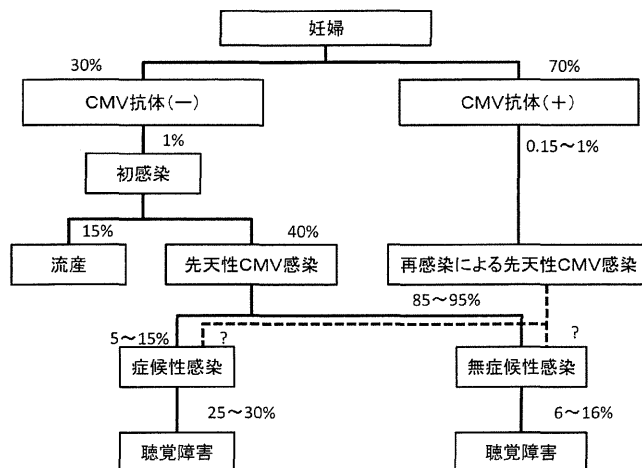 妊婦
30%
70%
CMV抗体(ー)
CMV抗体(+)
1%
0.15〜1%
初感染
15%
40%
流産
先天性CMV感染
再感染による先天性CMV感染
85〜95%
5〜15%
?
?
症候性感染
無症候性感染
25〜30%
6〜16%
聴覚障害
聴覚障害